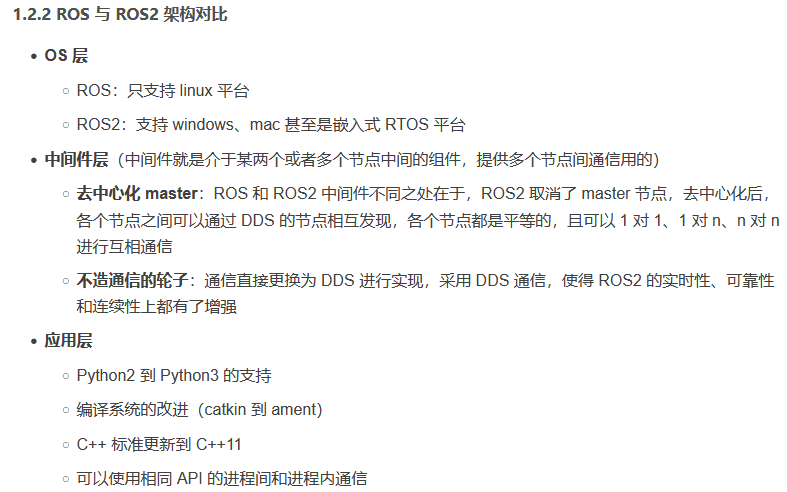 1.2.2 ROS 与 ROS2 架构对比
• OS 层
○ ROS：只支持 linux 平台
○ ROS2：支持 windows、mac 甚至是嵌入式 RTOS 平台
• 中间件层（中间件就是介于某两个或者多个节点中间的组件，提供多个节点间通信用的）
○ 去中心化 master：ROS 和 ROS2 中间件不同之处在于，ROS2 取消了 master 节点，去中心化后，
各个节点之间可以通过 DDS 的节点相互发现，各个节点都是平等的，且可以 1 对 1、1 对 n、n 对 n
进行互相通信
○ 不造通信的轮子：通信直接更换为 DDS 进行实现，采用 DDS 通信，使得 ROS2 的实时性、可靠性
和连续性上都有了增强
• 应用层
○ Python2 到 Python3 的支持
○ 编译系统的改进（catkin 到 ament）
○ C++ 标准更新到 C++11
○ 可以使用相同 API 的进程间和进程内通信